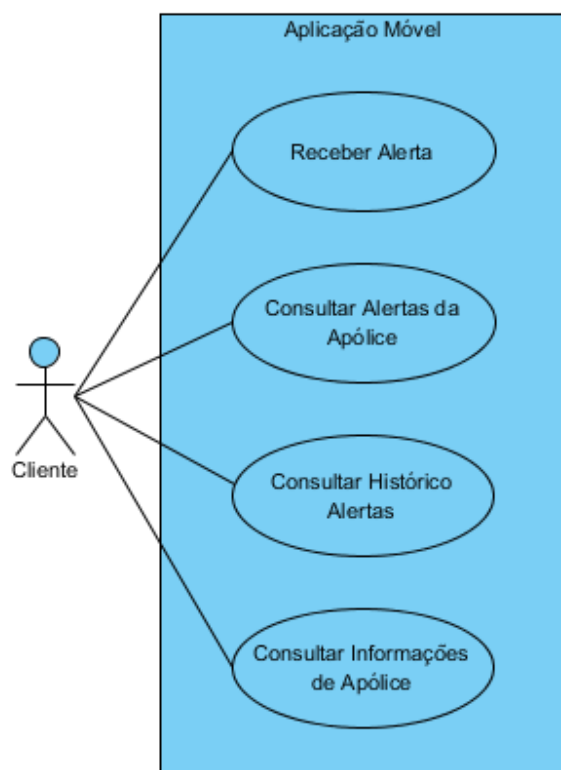 Aplicação Móvel
Receber Alerta
Consultar Alertas da
Apólice
Cliente
Consultar Histórico
Alertas
Consultar Informações
de Apólice